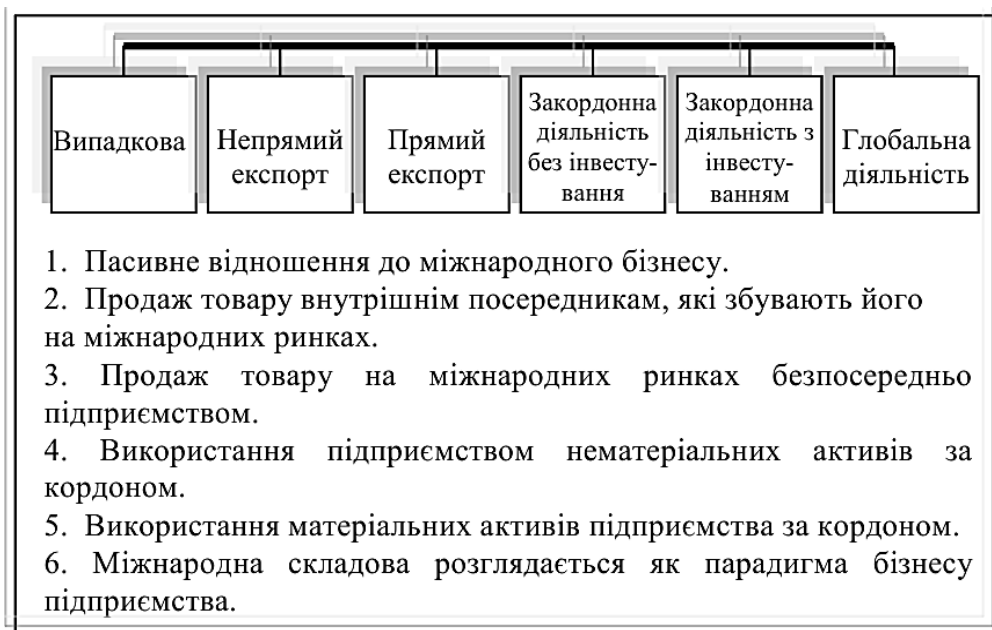 Випадкова
Непрямий
експорт
Прямий
експорт
Закордонна
діяльність
без інвесту-
вання
Закордонна
діяльність з
інвесту-
ванням
Глобальна
діяльність
1. Пасивне відношення до міжнародного бізнесу.
2. Продаж товару внутрішнім посередникам, які збувають його
на міжнародних ринках.
3. Продаж товару на міжнародних ринках безпосередньо
підприємством.
4. Використання підприємством нематеріальних активів за
кордоном.
5. Використання матеріальних активів підприємства за кордоном.
6. Міжнародна складова розглядається як парадигма бізнесу
підприємства.